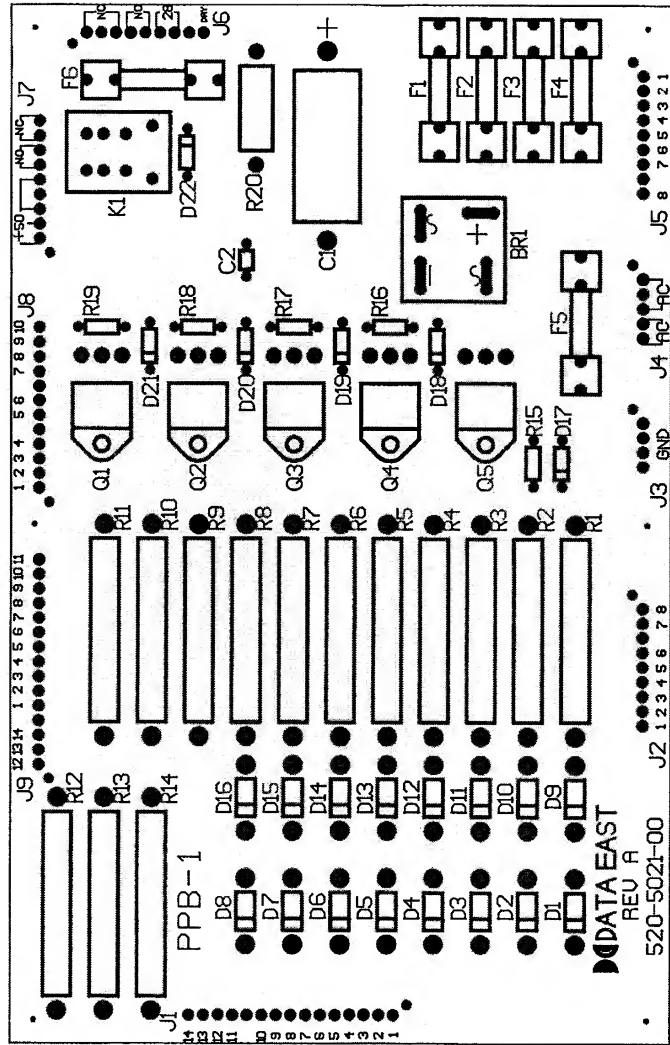 NC
NO
28
DRY
J6
F6
J7
NC
NO
+50
K1
D22
R20
C2
C1
+
F1
F2
F3
F4
8 7 6 5 4 3 2 1
J5
BR1
+
F5
J4
AC AC
J8
1 2 3 4 5 6 7 8 9 10
R19
R18
R17
R16
D21
D20
D19
D18
Q1
Q2
Q3
Q4
Q5
R15
D17
J3
GND
R11
R10
R9
R8
R7
R6
R5
R4
R3
R2
R1
J9
12 13 14 1 2 3 4 5 6 7 8 9 10 11
R12
R13
R14
D16
D15
D14
D13
D12
D11
D10
D9
J2
1 2 3 4 5 6 7 8
PPB-1
D8
D7
D6
D5
D4
D3
D2
D1
DATA EAST
REV A
520-5021-00
J1
14 13 12 11 10 9 8 7 6 5 4 3 2 1